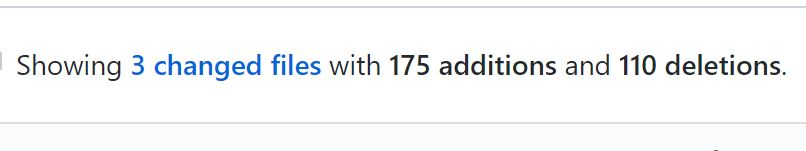 Showing 3 changed files with 175 additions and 110 deletions.